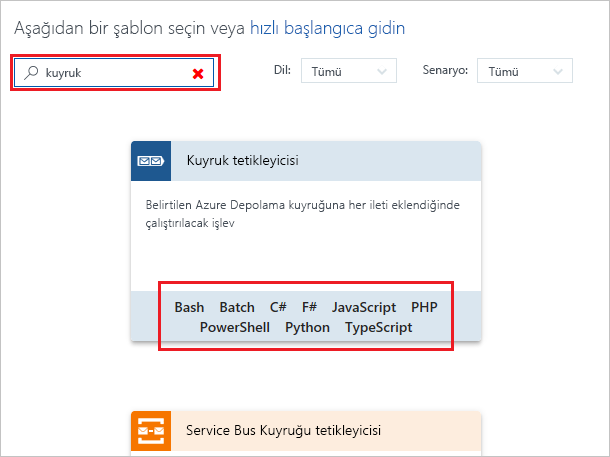 Aşağıdan bir şablon seçin veya hızlı başlangıca gidin
kuyruk Dil: Tümü Senaryo: Tümü
Kuyruk tetikleyicisi
Belirtilen Azure Depolama kuyruğuna her ileti eklendiğinde
çalıştırılacak işlev
Bash Batch C# F# JavaScript PHP
PowerShell Python TypeScript
Service Bus Kuyruğu tetikleyicisi